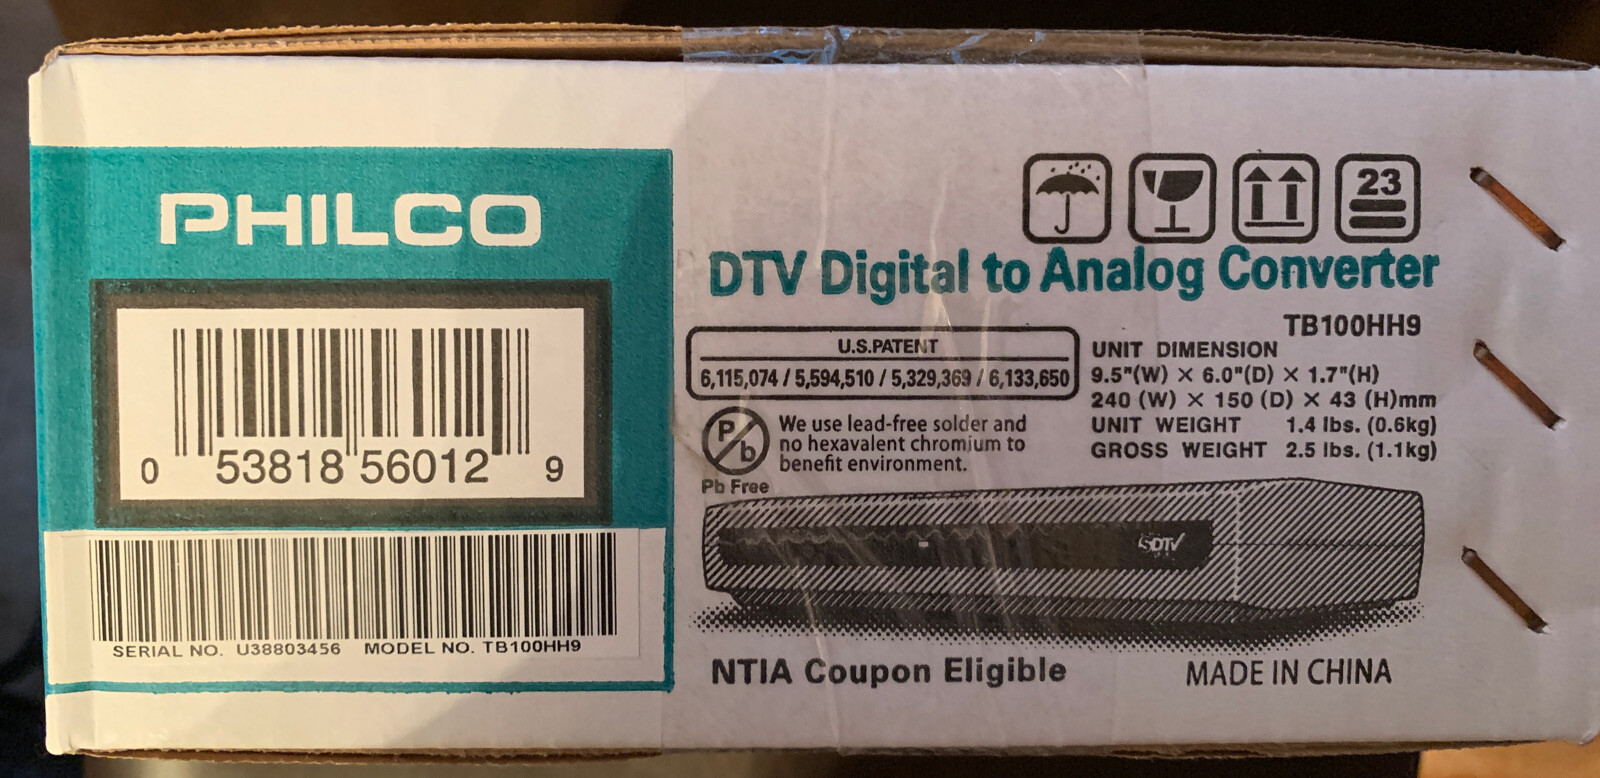 PHILCO
0 53818 56012 9
SERIAL NO. U38803456 MODEL NO. TB100HH9
23
DTV Digital to Analog Converter
TB100HH9
U.S.PATENT
6,115,074 / 5,594,510 / 5,329,369 / 6,133,650
P/b
Pb Free
We use lead-free solder and
no hexavalent chromium to
benefit environment.
UNIT DIMENSION
9.5"(W) × 6.0"(D) × 1.7"(H)
240 (W) × 150 (D) × 43 (H)mm
UNIT WEIGHT 1.4 lbs. (0.6kg)
GROSS WEIGHT 2.5 lbs. (1.1kg)
SDTV
NTIA Coupon Eligible
MADE IN CHINA